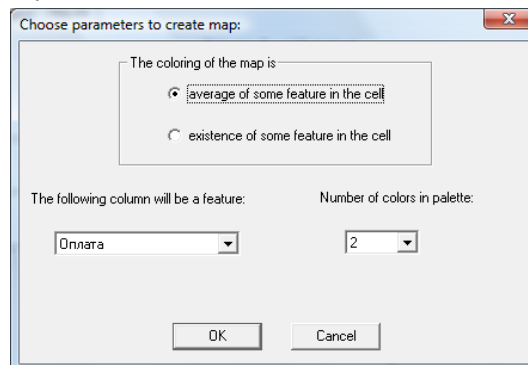 Choose parameters to create map:
The coloring of the map is
average of some feature in the cell
existence of some feature in the cell
The following column will be a feature:
Number of colors in palette:
Оплата
2
OK
Cancel